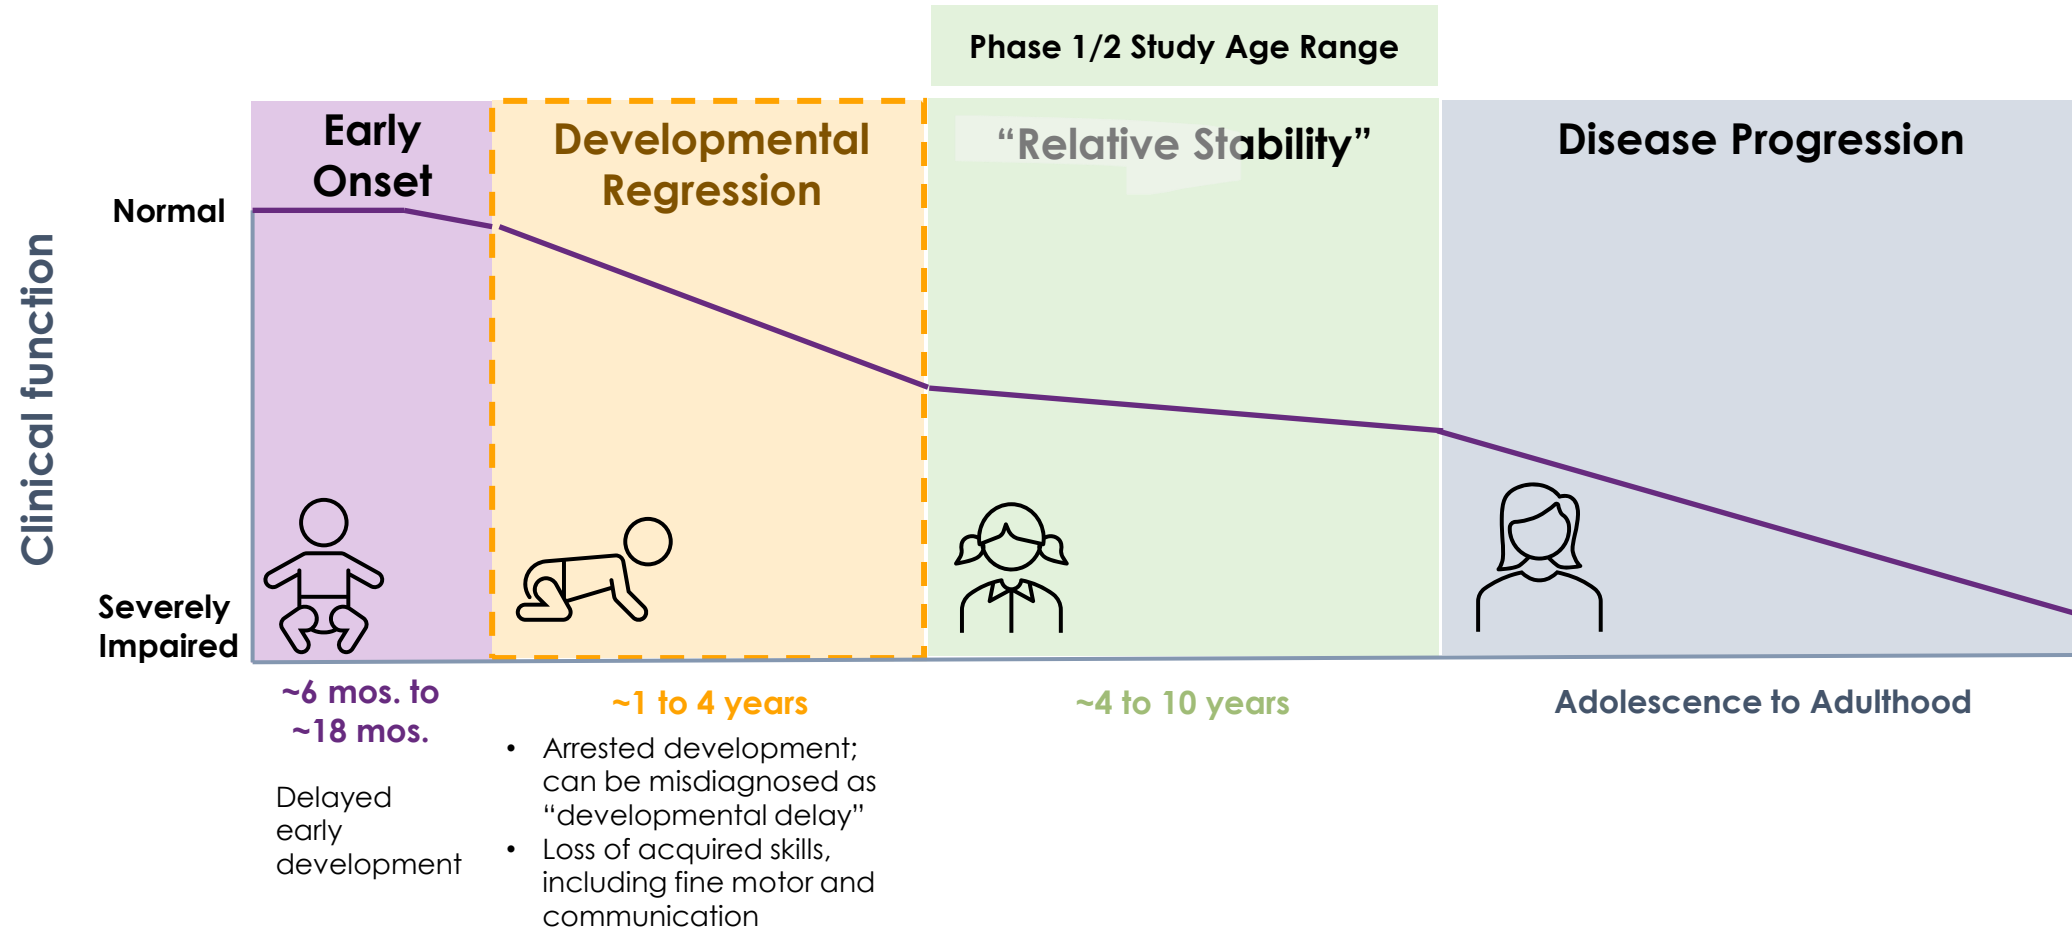 Phase 1/2 Study Age Range
Early
Onset
Developmental
Regression
“Relative Stability”
Disease Progression
Normal
Clinical function
Severely
Impaired
~6 mos. to
~18 mos.
~1 to 4 years
~4 to 10 years
Adolescence to Adulthood
Delayed
early
development
• Arrested development;
can be misdiagnosed as
“developmental delay”
• Loss of acquired skills,
including fine motor and
communication